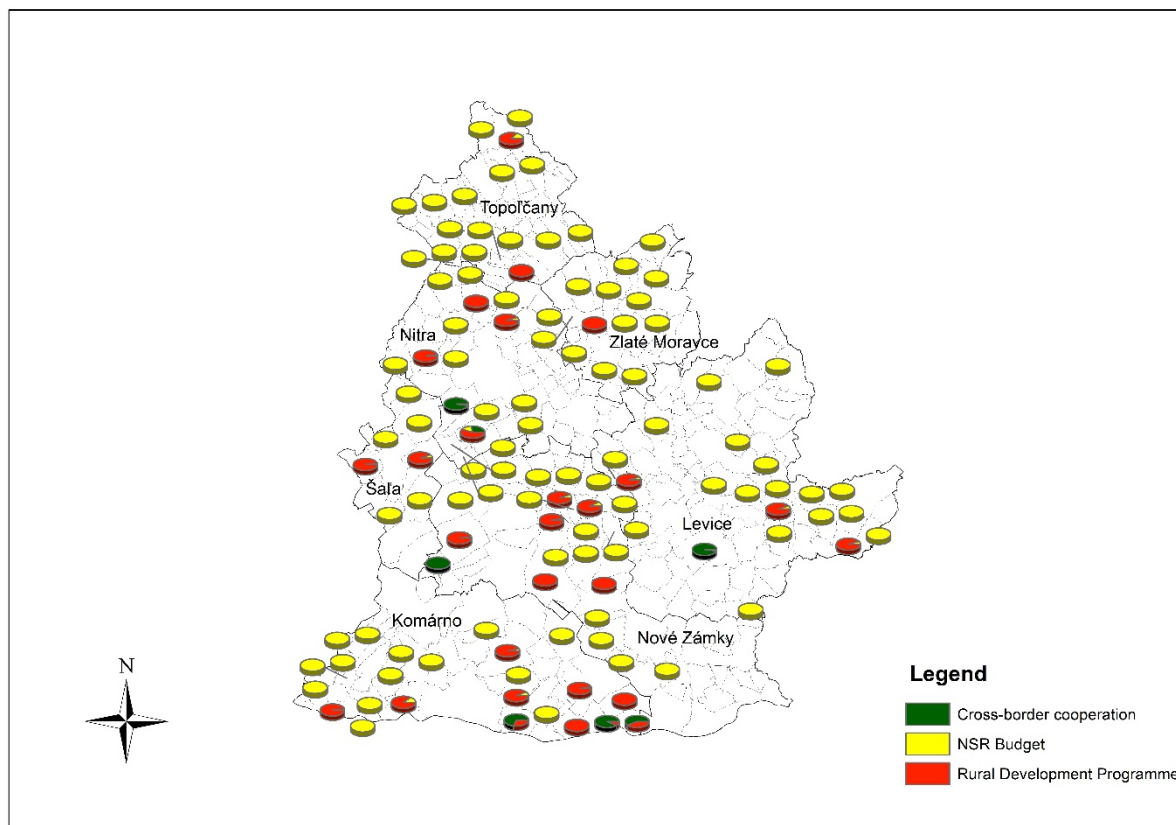 Topoľčany
Nitra
Zlaté Moravce
Šaľa
Levice
Komárno
Nové Zámky
N
Legend
Cross-border cooperation
NSR Budget
Rural Development Programme